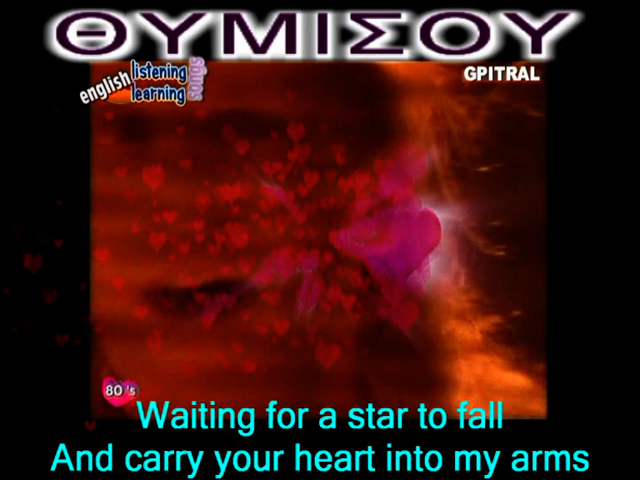 ΘΥΜΙΣΟΥ
english listening learning songs
GPITRAL
80's
Waiting for a star to fall
And carry your heart into my arms